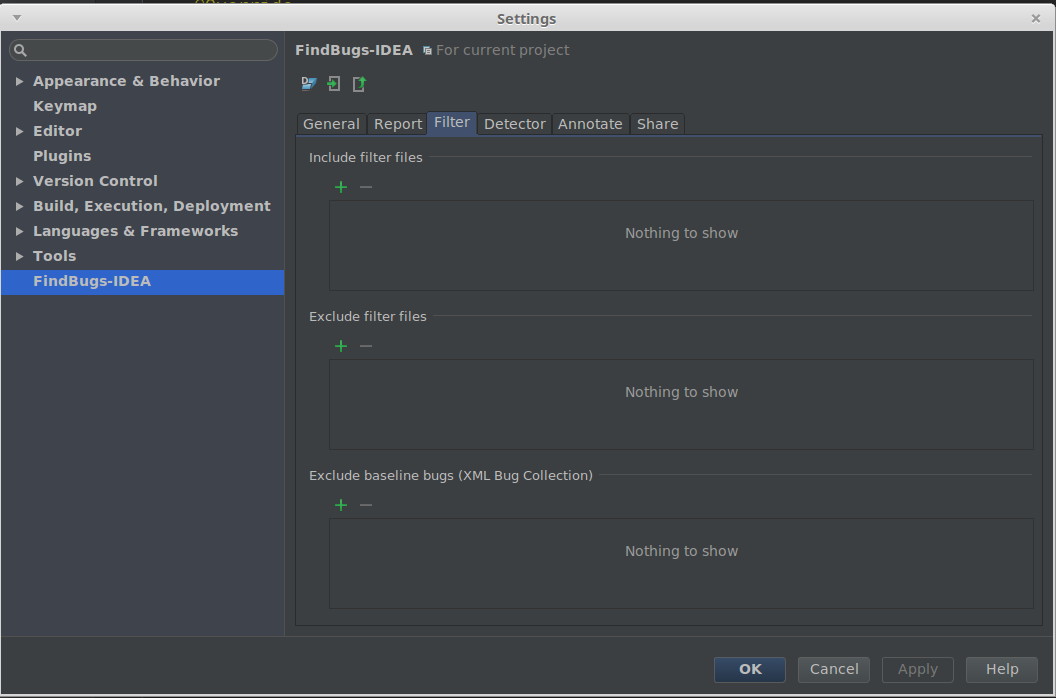 Settings
FindBugs-IDEA For current project
Appearance & Behavior
Keymap
Editor
Plugins
Version Control
Build, Execution, Deployment
Languages & Frameworks
Tools
FindBugs-IDEA
General Report Filter Detector Annotate Share
Include filter files
Nothing to show
Exclude filter files
Nothing to show
Exclude baseline bugs (XML Bug Collection)
Nothing to show
OK Cancel Apply Help